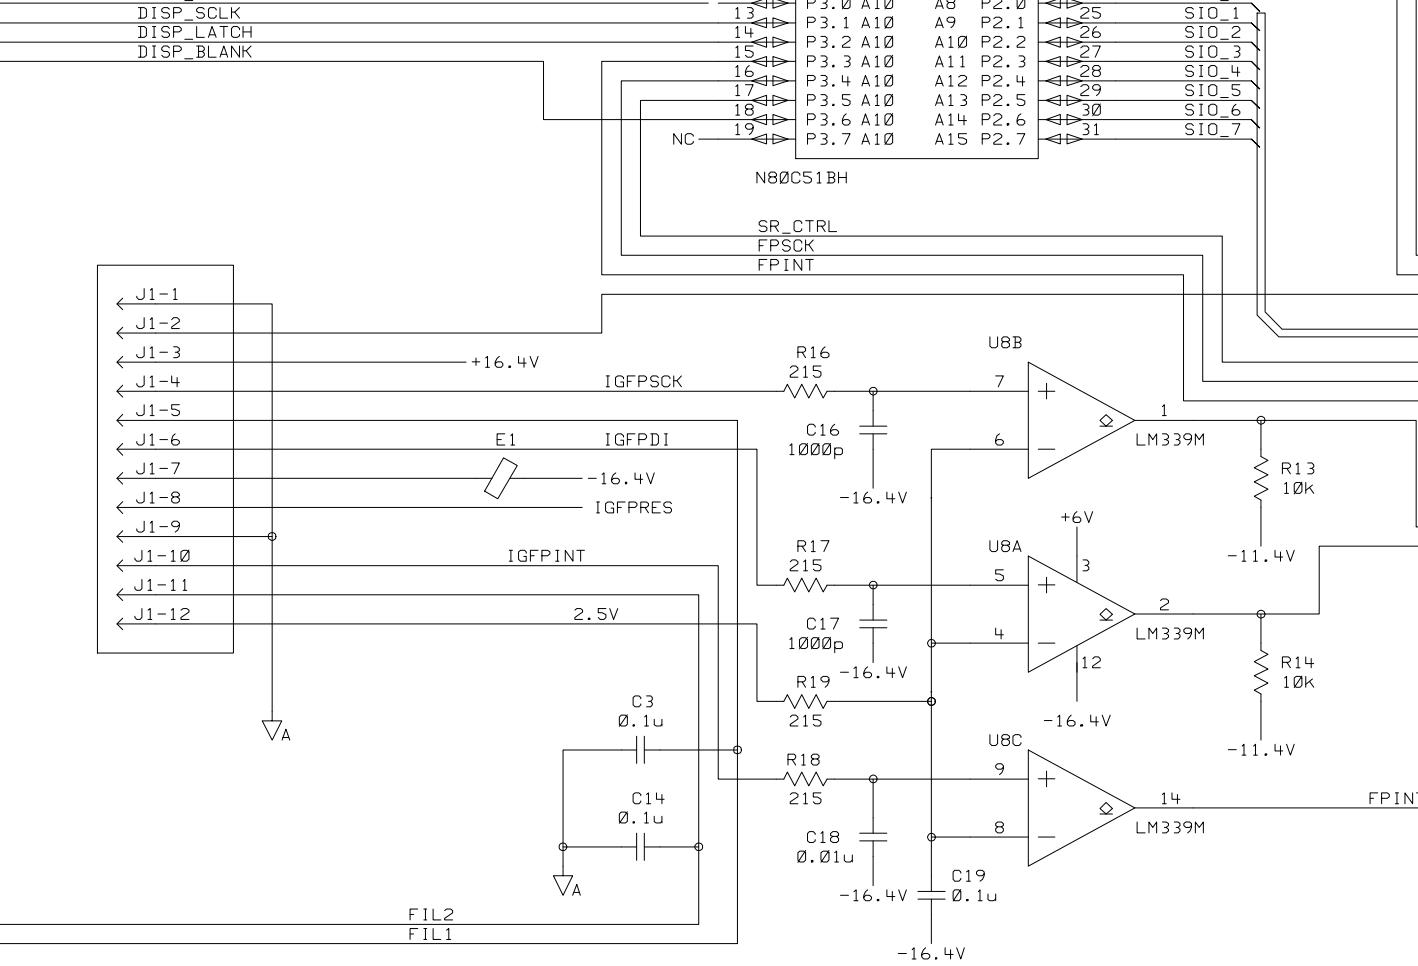 DISP_SCLK
DISP_LATCH
DISP_BLANK
13
14
15
16
17
18
19
NC
P3.0 A10 A8 P2.0
P3.1 A10 A9 P2.1
P3.2 A10 A10 P2.2
P3.3 A10 A11 P2.3
P3.4 A10 A12 P2.4
P3.5 A10 A13 P2.5
P3.6 A10 A14 P2.6
P3.7 A10 A15 P2.7
25 SIO_1
26 SIO_2
27 SIO_3
28 SIO_4
29 SIO_5
30 SIO_6
31 SIO_7
N80C51BH
SR_CTRL
FPSCK
FPINT
J1-1
J1-2
J1-3 +16.4V
J1-4 IGFPSCK
J1-5
J1-6 E1 IGFPDI
J1-7 -16.4V
J1-8 IGFPRES
J1-9
J1-10 IGFPINT
J1-11
J1-12 2.5V
A
R16
215
C16
1000p
-16.4V
U8B
7
6
1
LM339M
R13
10k
-11.4V
R17
215
C17
1000p
-16.4V
+6V
U8A
3
5
4
2
12
LM339M
-16.4V
R14
10k
-11.4V
R19
215
C3
0.1u
C14
0.1u
A
R18
215
C18
0.01u
-16.4V
U8C
9
8
14
LM339M
FPINT
C19
0.1u
-16.4V
FIL2
FIL1